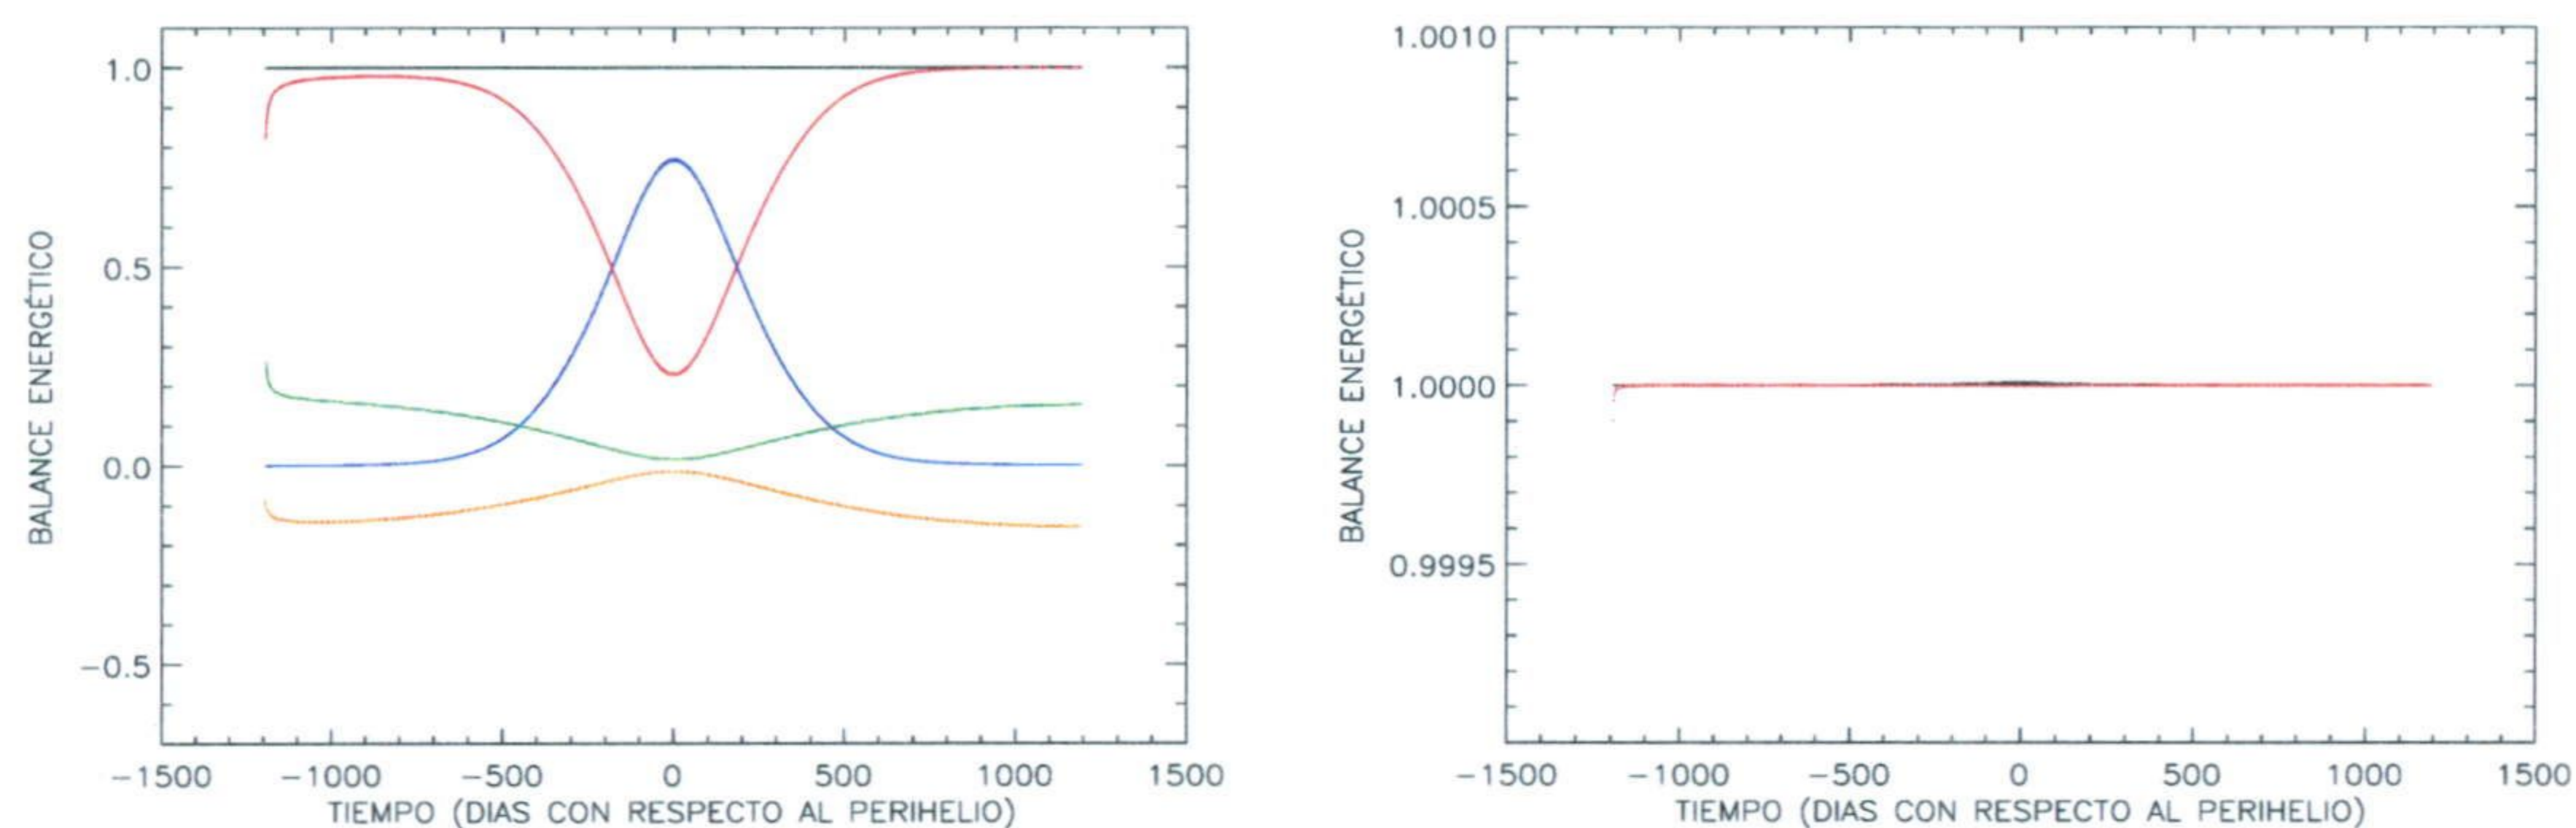 1.0
0.5
0.0
−0.5
BALANCE ENERGÉTICO
−1500 −1000 −500 0 500 1000 1500
TIEMPO (DIAS CON RESPECTO AL PERIHELIO)
1.0010
1.0005
1.0000
0.9995
BALANCE ENERGÉTICO
−1500 −1000 −500 0 500 1000 1500
TIEMPO (DIAS CON RESPECTO AL PERIHELIO)